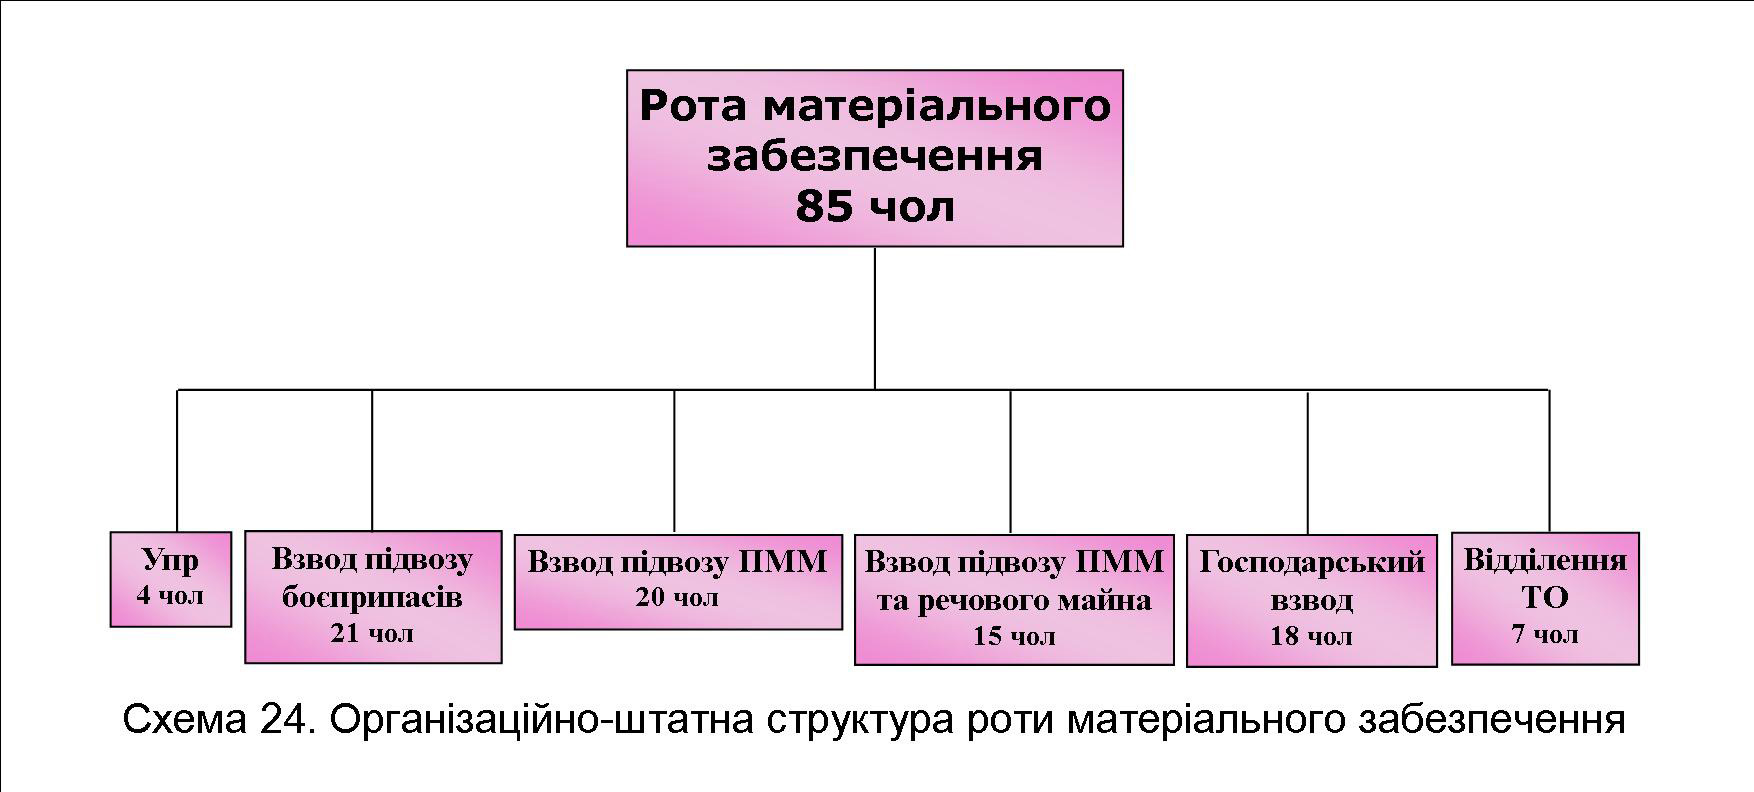 Рота матеріального
забезпечення
85 чол
Упр
4 чол
Взвод підвозу
боєприпасів
21 чол
Взвод підвозу ПММ
20 чол
Взвод підвозу ПММ
та речового майна
15 чол
Господарський
взвод
18 чол
Відділення
ТО
7 чол
Схема 24. Організаційно-штатна структура роти матеріального забезпечення